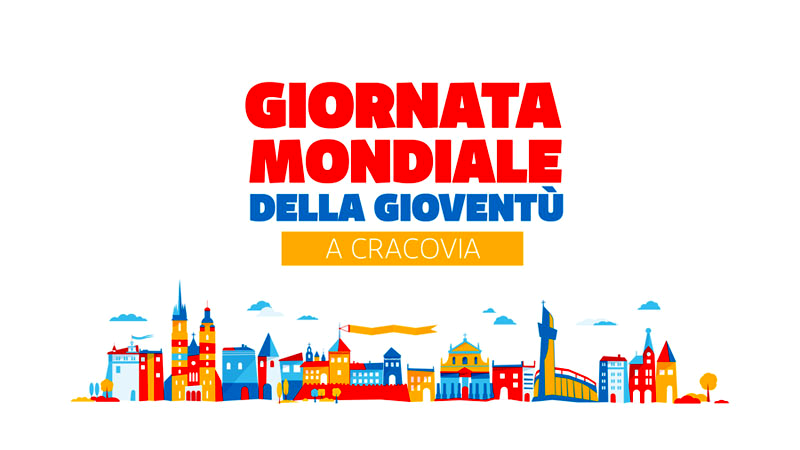 GIORNATA
MONDIALE
DELLA GIOVENTÙ
A CRACOVIA